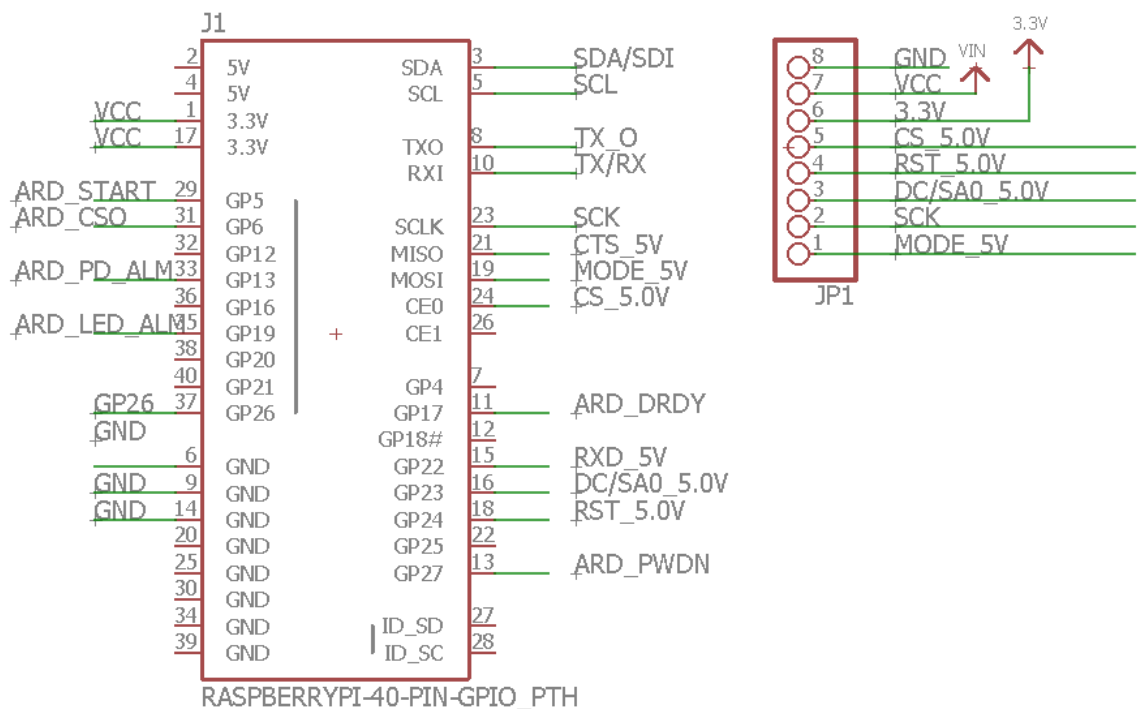 J1
2 5V SDA 3 SDA/SDI
4 5V SCL 5 SCL
VCC 1 3.3V
VCC 17 3.3V TXO 8 TX_O
RXI 10 TX/RX
ARD_START 29 GP5
ARD_CSO 31 GP6 SCLK 23 SCK
32 GP12 MISO 21 CTS_5V
ARD_PD_ALM 33 GP13 MOSI 19 MODE_5V
36 GP16 CE0 24 CS_5.0V
ARD_LED_ALM 35 GP19 CE1 26
38 GP20
40 GP21 GP4 7
GP26 37 GP26 GP17 11 ARD_DRDY
GND GP18# 12
6 GND GP22 15 RXD_5V
GND 9 GND GP23 16 DC/SA0_5.0V
GND 14 GND GP24 18 RST_5.0V
20 GND GP25 22
25 GND GP27 13 ARD_PWDN
30 GND
34 GND ID_SD 27
39 GND ID_SC 28
RASPBERRYPI-40-PIN-GPIO_PTH
3.3V
VIN
8 GND
7 VCC
6 3.3V
5 CS_5.0V
4 RST_5.0V
3 DC/SA0_5.0V
2 SCK
1 MODE_5V
JP1